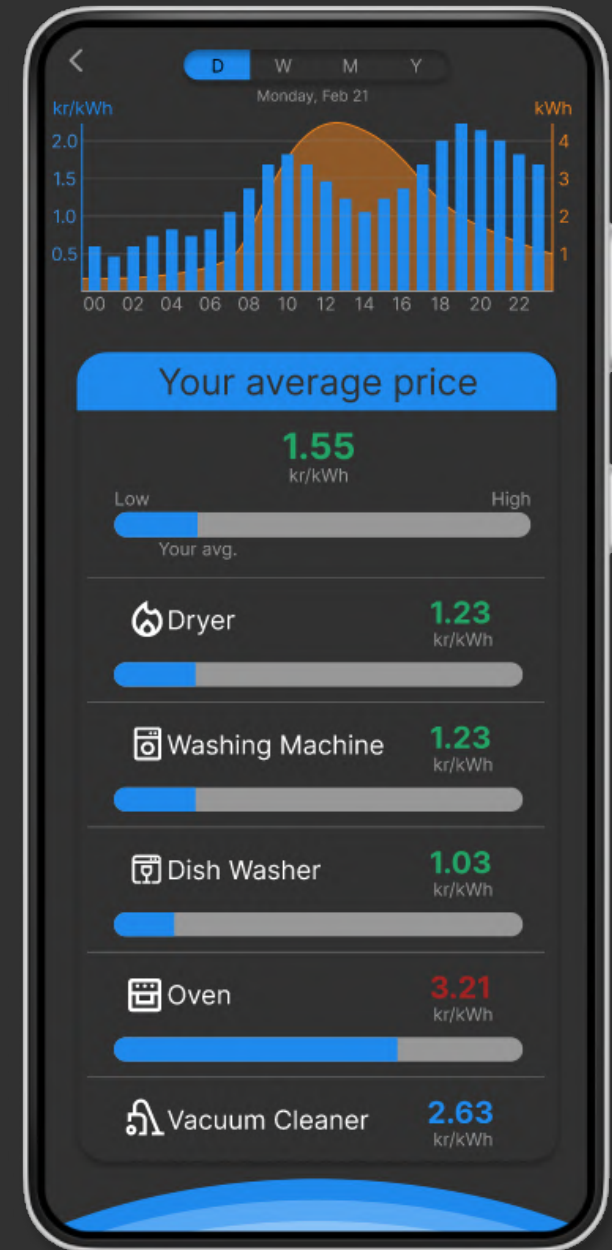 D W M Y
Monday, Feb 21
kr/kWh kWh
2.0 4
1.5 3
1.0 2
0.5 1
00 02 04 06 08 10 12 14 16 18 20 22
Your average price
1.55
kr/kWh
Low High
Your avg.
Dryer 1.23
kr/kWh
Washing Machine 1.23
kr/kWh
Dish Washer 1.03
kr/kWh
Oven 3.21
kr/kWh
Vacuum Cleaner 2.63
kr/kWh